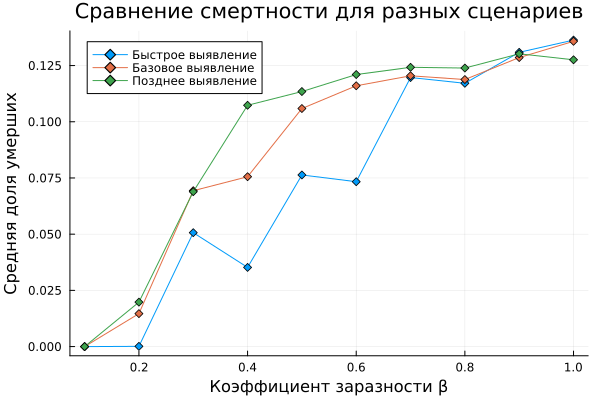 Сравнение смертности для разных сценариев
Быстрое выявление
Базовое выявление
Позднее выявление
Средняя доля умерших
0.125
0.100
0.075
0.050
0.025
0.000
0.2
0.4
0.6
0.8
1.0
Коэффициент заразности β